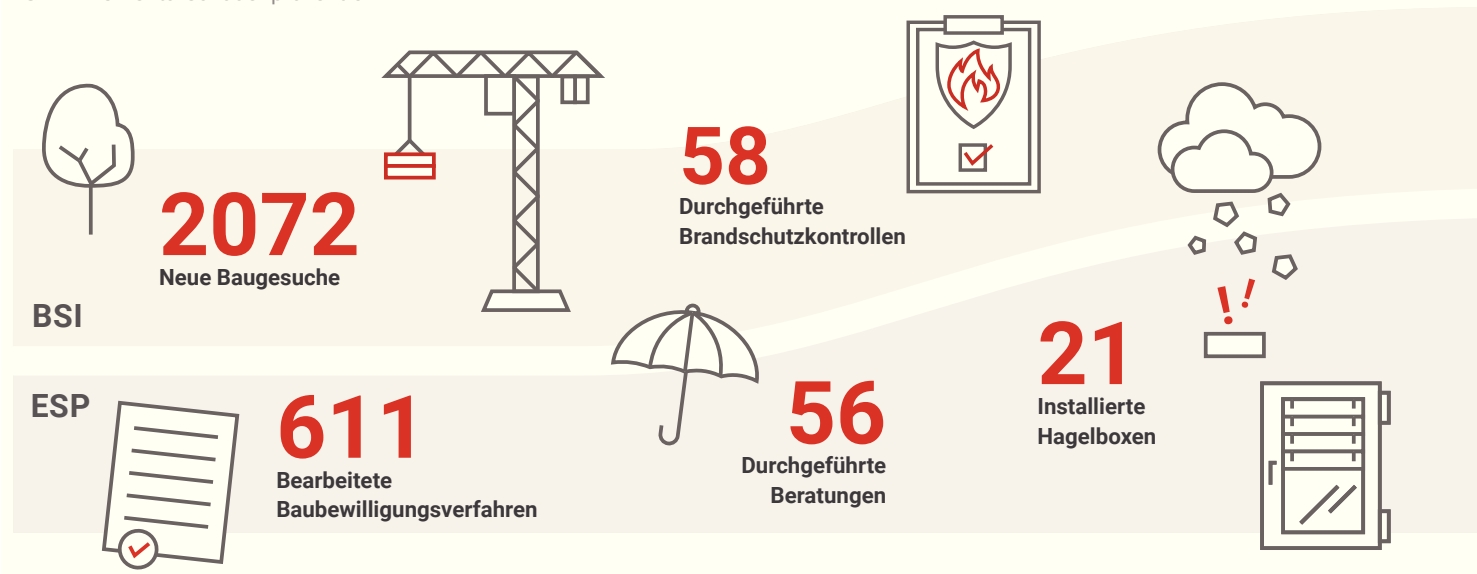 2072
Neue Baugesuche
58
Durchgeführte
Brandschutzkontrollen
BSI
ESP
611
Bearbeitete
Baubewilligungsverfahren
56
Durchgeführte
Beratungen
21
Installierte
Hagelboxen